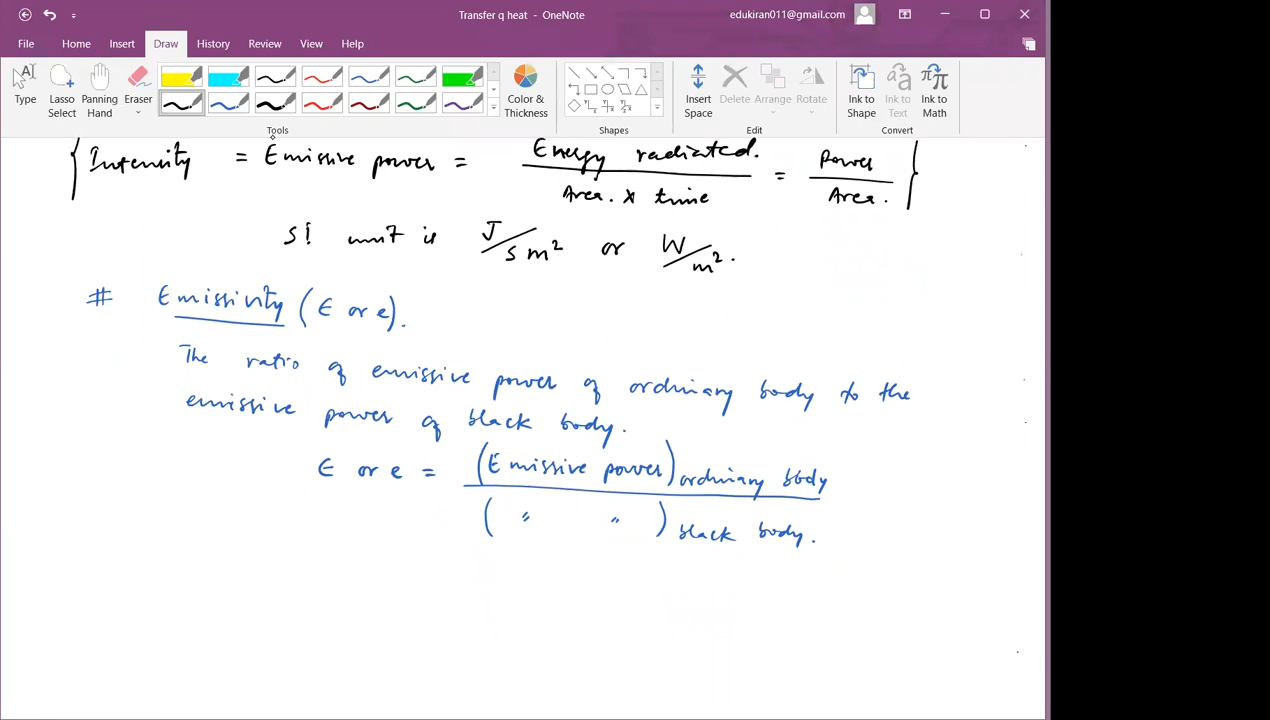 Transfer q heat - OneNote
edukiran011@gmail.com
File Home Insert Draw History Review View Help
Type Lasso Select Panning Hand Eraser Color & Thickness Insert Space Delete Arrange Rotate Ink to Shape Ink to Text Ink to Math
Tools Shapes Edit Convert
{ Intensity = Emissive power = Energy radiated. / Area. x time = Power / Area. }
SI unit is J/s m² or W/m².
# Emissivity (ϵ or e).
The ratio of emissive power of ordinary body to the
emissive power of black body.
ϵ or e = (Emissive power) ordinary body
( " " ) black body.